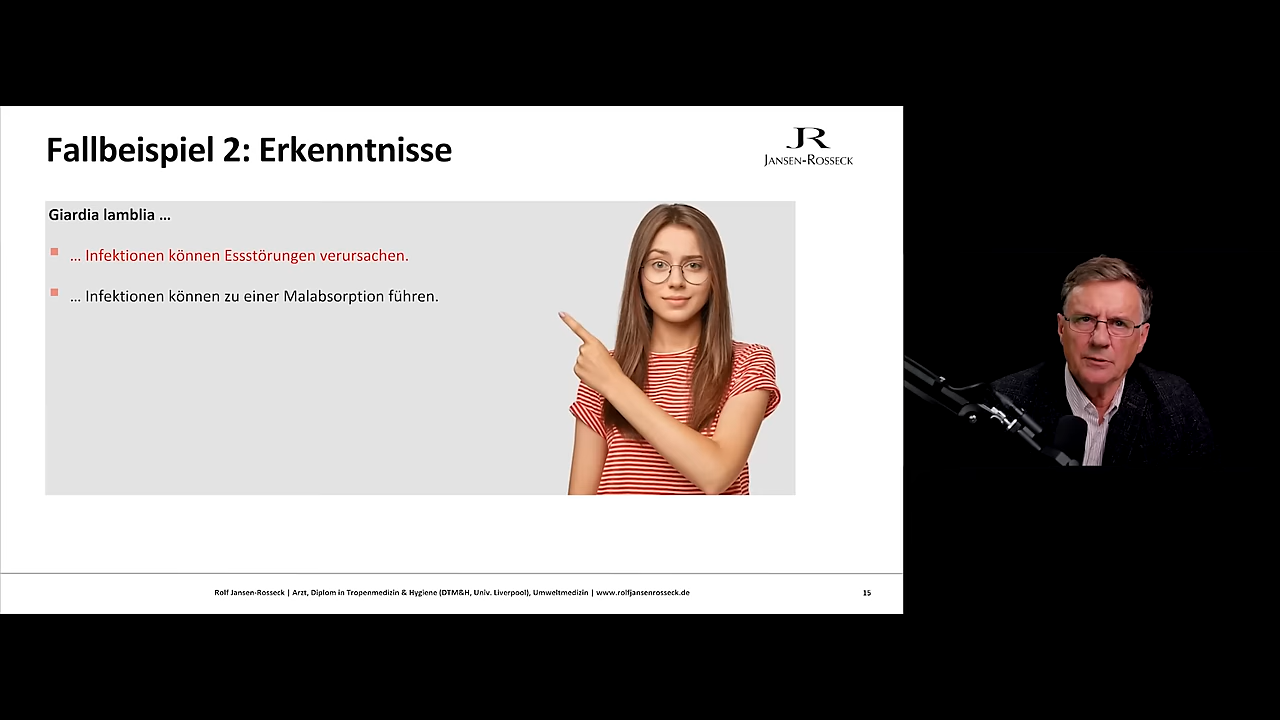 Fallbeispiel 2: Erkenntnisse
JR
JANSEN-ROSSECK
Giardia lamblia ...
... Infektionen können Essstörungen verursachen.
... Infektionen können zu einer Malabsorption führen.
Rolf Jansen-Rosseck | Arzt, Diplom in Tropenmedizin & Hygiene (DTM&H, Univ. Liverpool), Umweltmedizin | www.rolfjansenrosseck.de
15